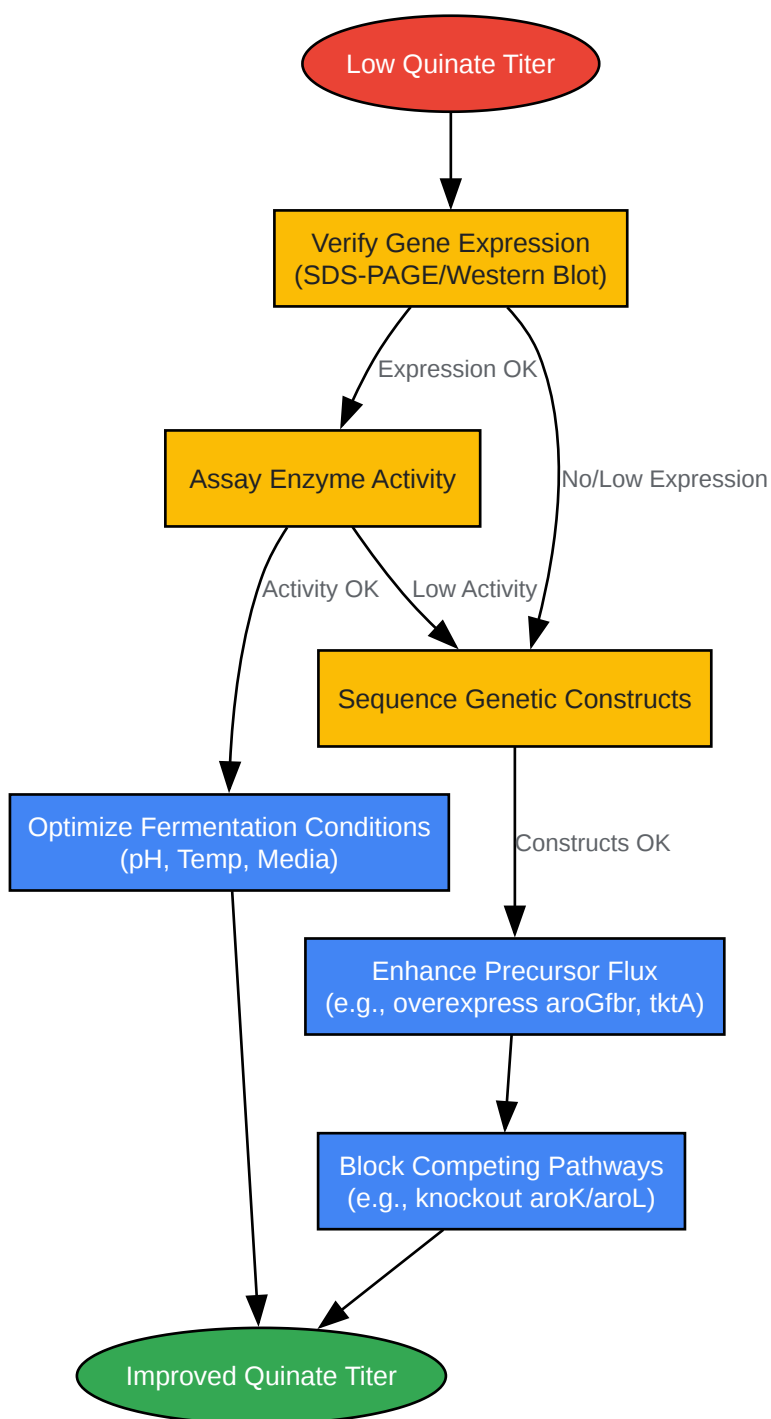 Low Quinate Titer
Verify Gene Expression
(SDS-PAGE/Western Blot)
Expression OK
Assay Enzyme Activity
No/Low Expression
Activity OK
Low Activity
Sequence Genetic Constructs
Optimize Fermentation Conditions
(pH, Temp, Media)
Constructs OK
Enhance Precursor Flux
(e.g., overexpress aroGfbr, tktA)
Block Competing Pathways
(e.g., knockout aroK/aroL)
Improved Quinate Titer